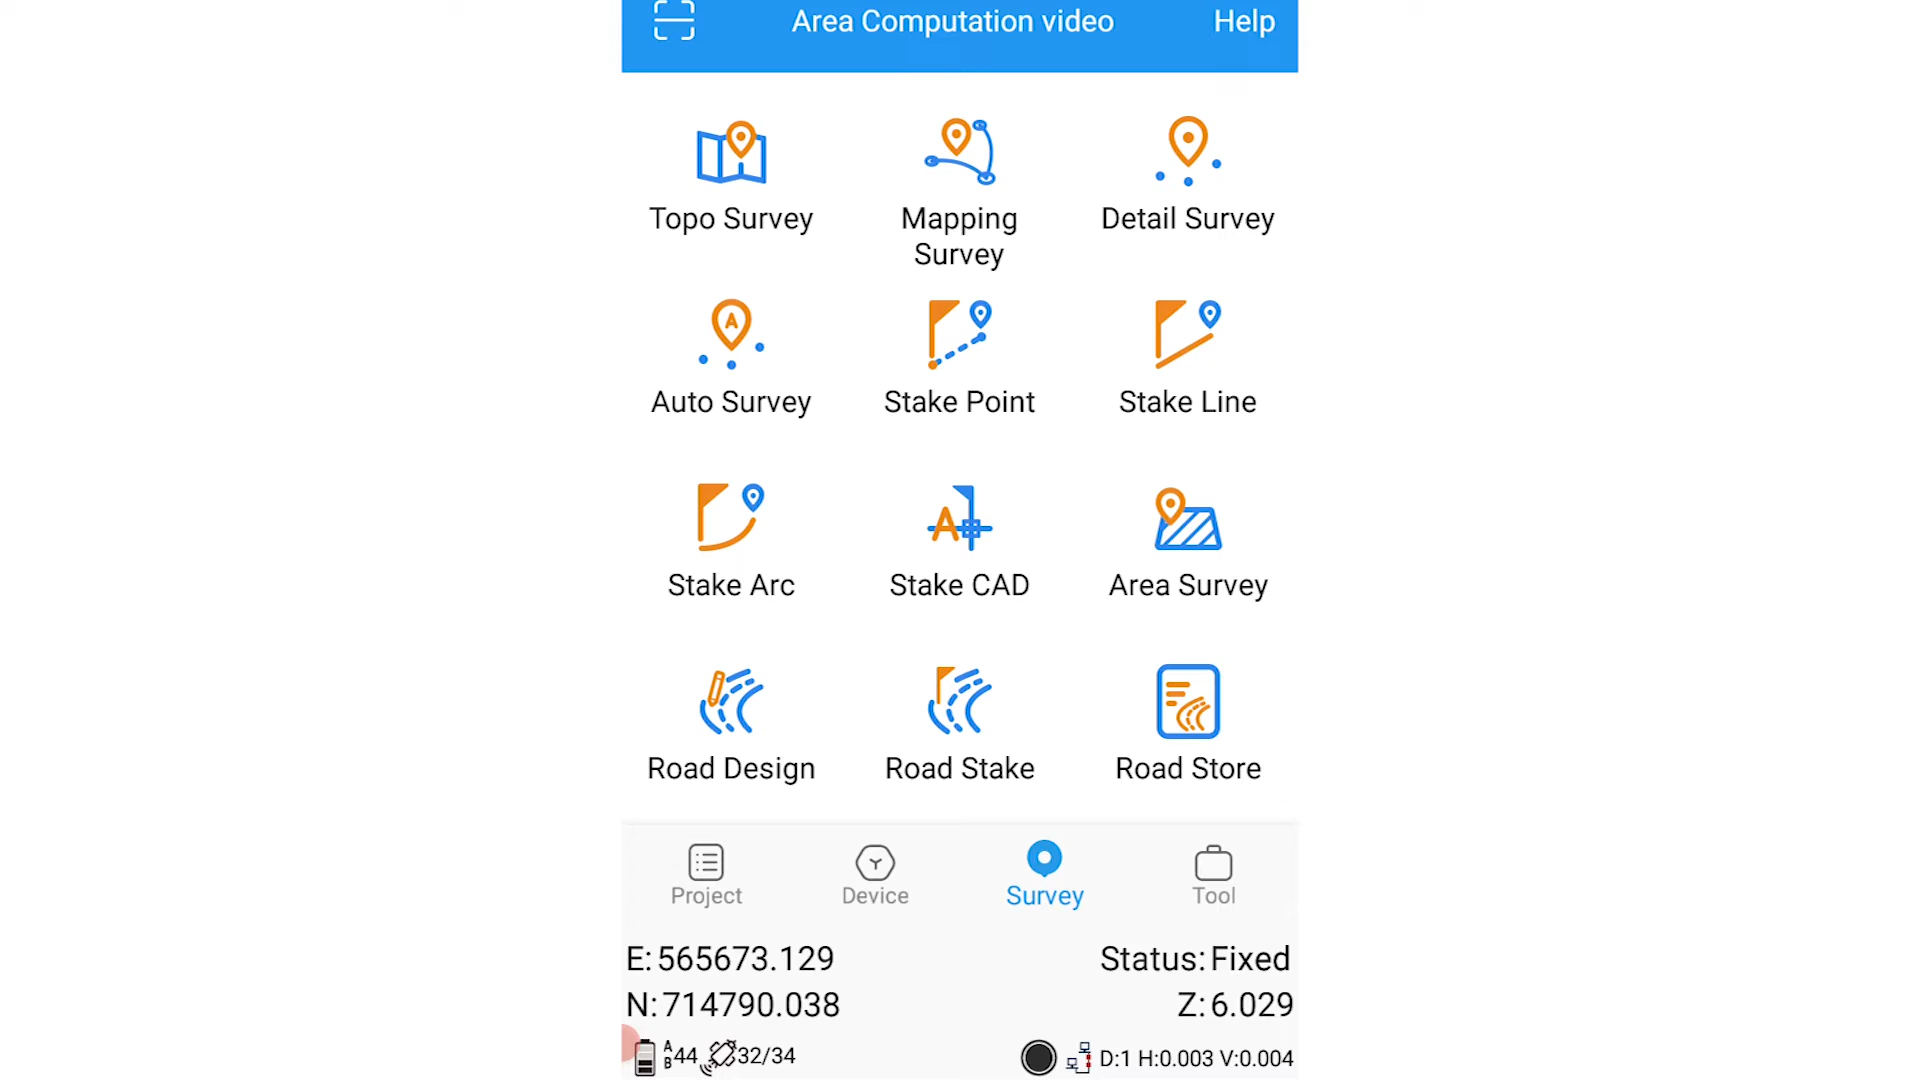 Area Computation video
Help
Topo Survey
Mapping
Survey
Detail Survey
A
Auto Survey
Stake Point
Stake Line
Stake Arc
A
Stake CAD
Area Survey
Road Design
Road Stake
Road Store
Project
Device
Survey
Tool
E: 565673.129
Status: Fixed
N: 714790.038
Z: 6.029
A
B
44
32/34
D:1 H:0.003 V:0.004